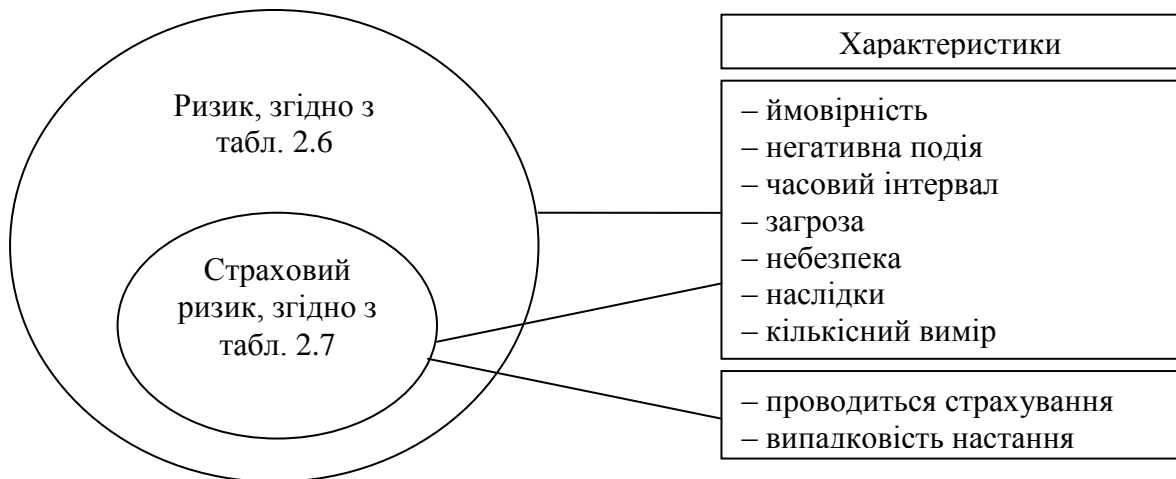 Ризик, згідно з
табл. 2.6
Страховий
ризик, згідно з
табл. 2.7
Характеристики
– ймовірність
– негативна подія
– часовий інтервал
– загроза
– небезпека
– наслідки
– кількісний вимір
– проводиться страхування
– випадковість настання